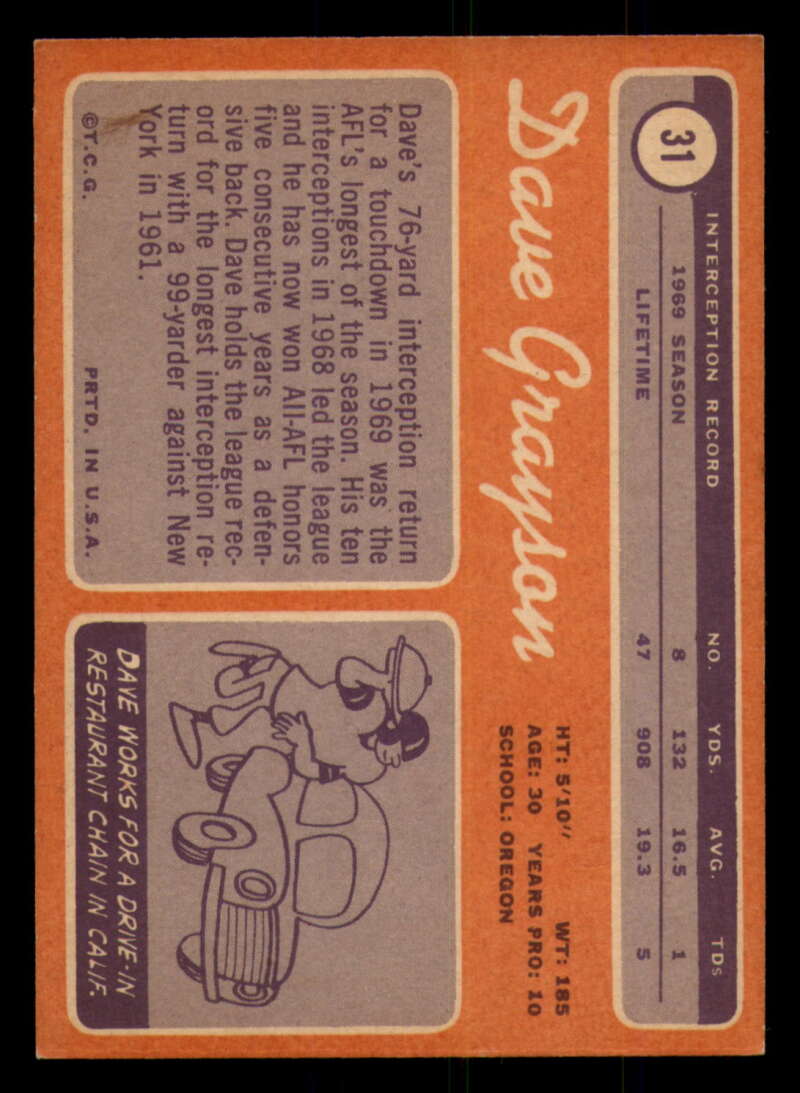 31
INTERCEPTION RECORD NO. YDS. AVG. TDs
1969 SEASON 8 132 16.5 1
LIFETIME 47 908 19.3 5
Dave Grayson
HT: 5'10" WT: 185
AGE: 30 YEARS PRO: 10
SCHOOL: OREGON
Dave's 76-yard interception return
for a touchdown in 1969 was the
AFL's longest of the season. His ten
interceptions in 1968 led the league
and he has now won All-AFL honors
five consecutive years as a defen-
sive back. Dave holds the league rec-
ord for the longest interception re-
turn with a 99-yarder against New
York in 1961.
©T.C.G. PRTD. IN U.S.A.
DAVE WORKS FOR A DRIVE-IN
RESTAURANT CHAIN IN CALIF.